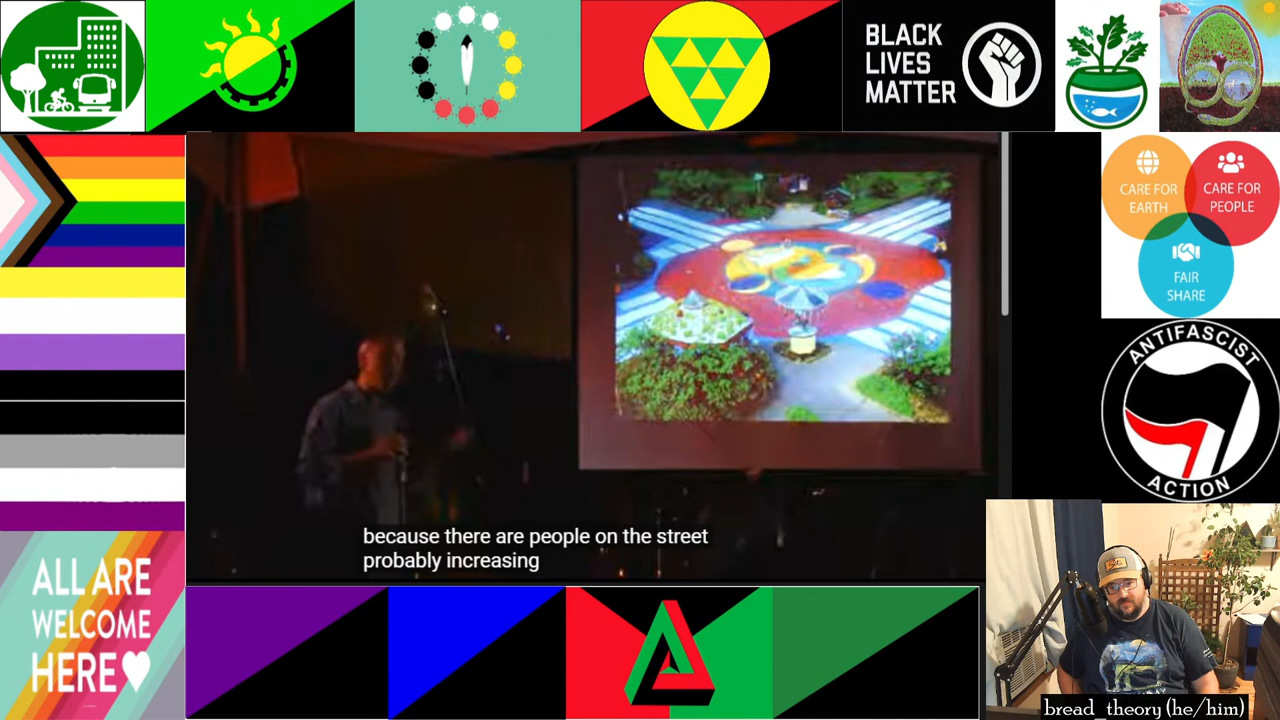 BLACK
LIVES
MATTER
CARE FOR
EARTH
CARE FOR
PEOPLE
FAIR
SHARE
ANTIFASCIST
ACTION
because there are people on the street
probably increasing
ALL ARE
WELCOME
HERE
bread_theory (he/him)